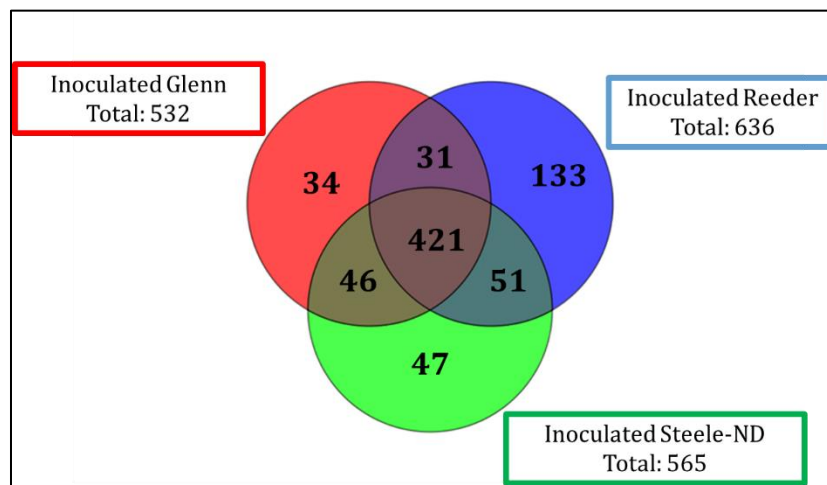 Inoculated Glenn
Total: 532
Inoculated Reeder
Total: 636
31
34
133
421
46
51
47
Inoculated Steele-ND
Total: 565